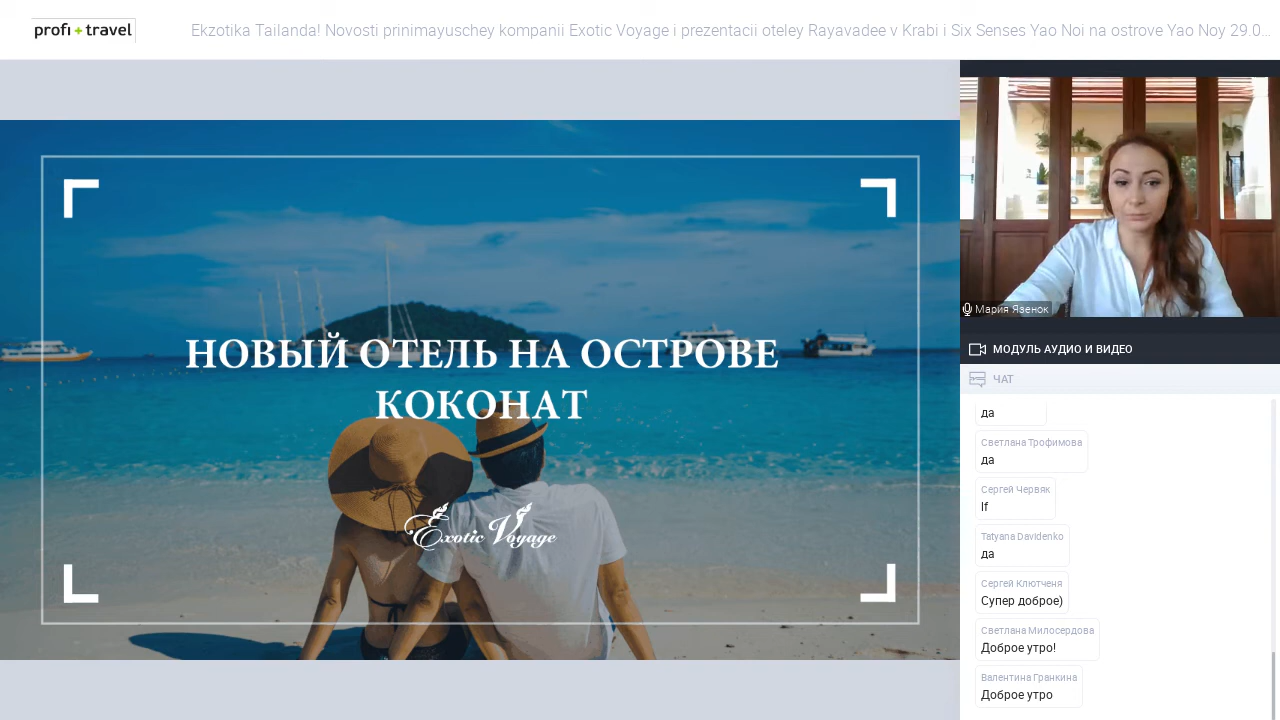 profi + travel
Ekzotika Tailanda! Novosti prinimayuschey kompanii Exotic Voyage i prezentacii oteley Rayavadee v Krabi i Six Senses Yao Noi na ostrove Yao Noy 29.0...
НОВЫЙ ОТЕЛЬ НА ОСТРОВЕ
КОКОНАТ
Exotic Voyage
Мария Язенок
МОДУЛЬ АУДИО И ВИДЕО
ЧАТ
да
Светлана Трофимова
да
Сергей Червяк
lf
Tatyana Davidenko
да
Сергей Клютченя
Супер доброе)
Светлана Милосердова
Доброе утро!
Валентина Гранкина
Доброе утро